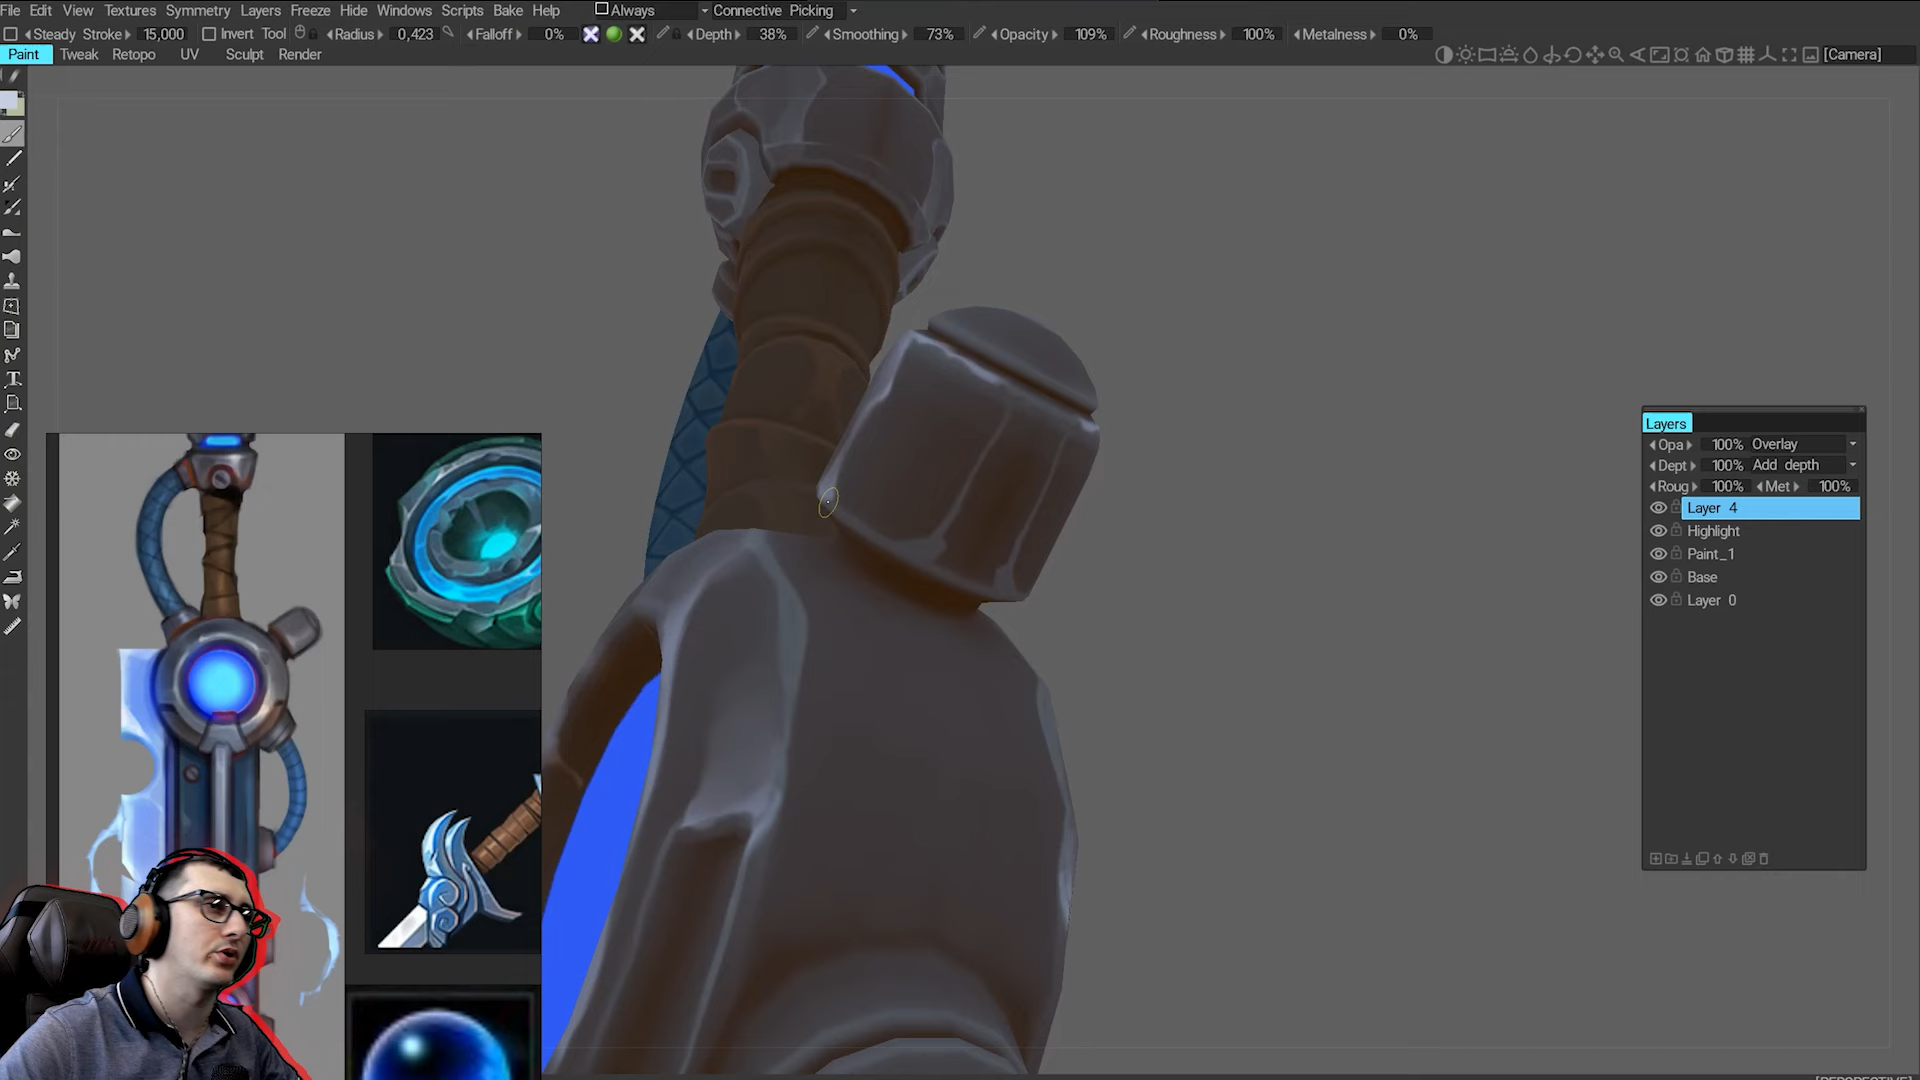 File Edit View Textures Symmetry Layers Freeze Hide Windows Scripts Bake Help Always Connective Picking
Steady Stroke 15,000 Invert Tool Radius 0,423 Falloff 0% Depth 38% Smoothing 73% Opacity 109% Roughness 100% Metalness 0%
Paint Tweak Retopo UV Sculpt Render [Camera]
Layers
Opa 100% Overlay
Dept 100% Add depth
Roug 100% Met 100%
Layer 4
Highlight
Paint_1
Base
Layer 0